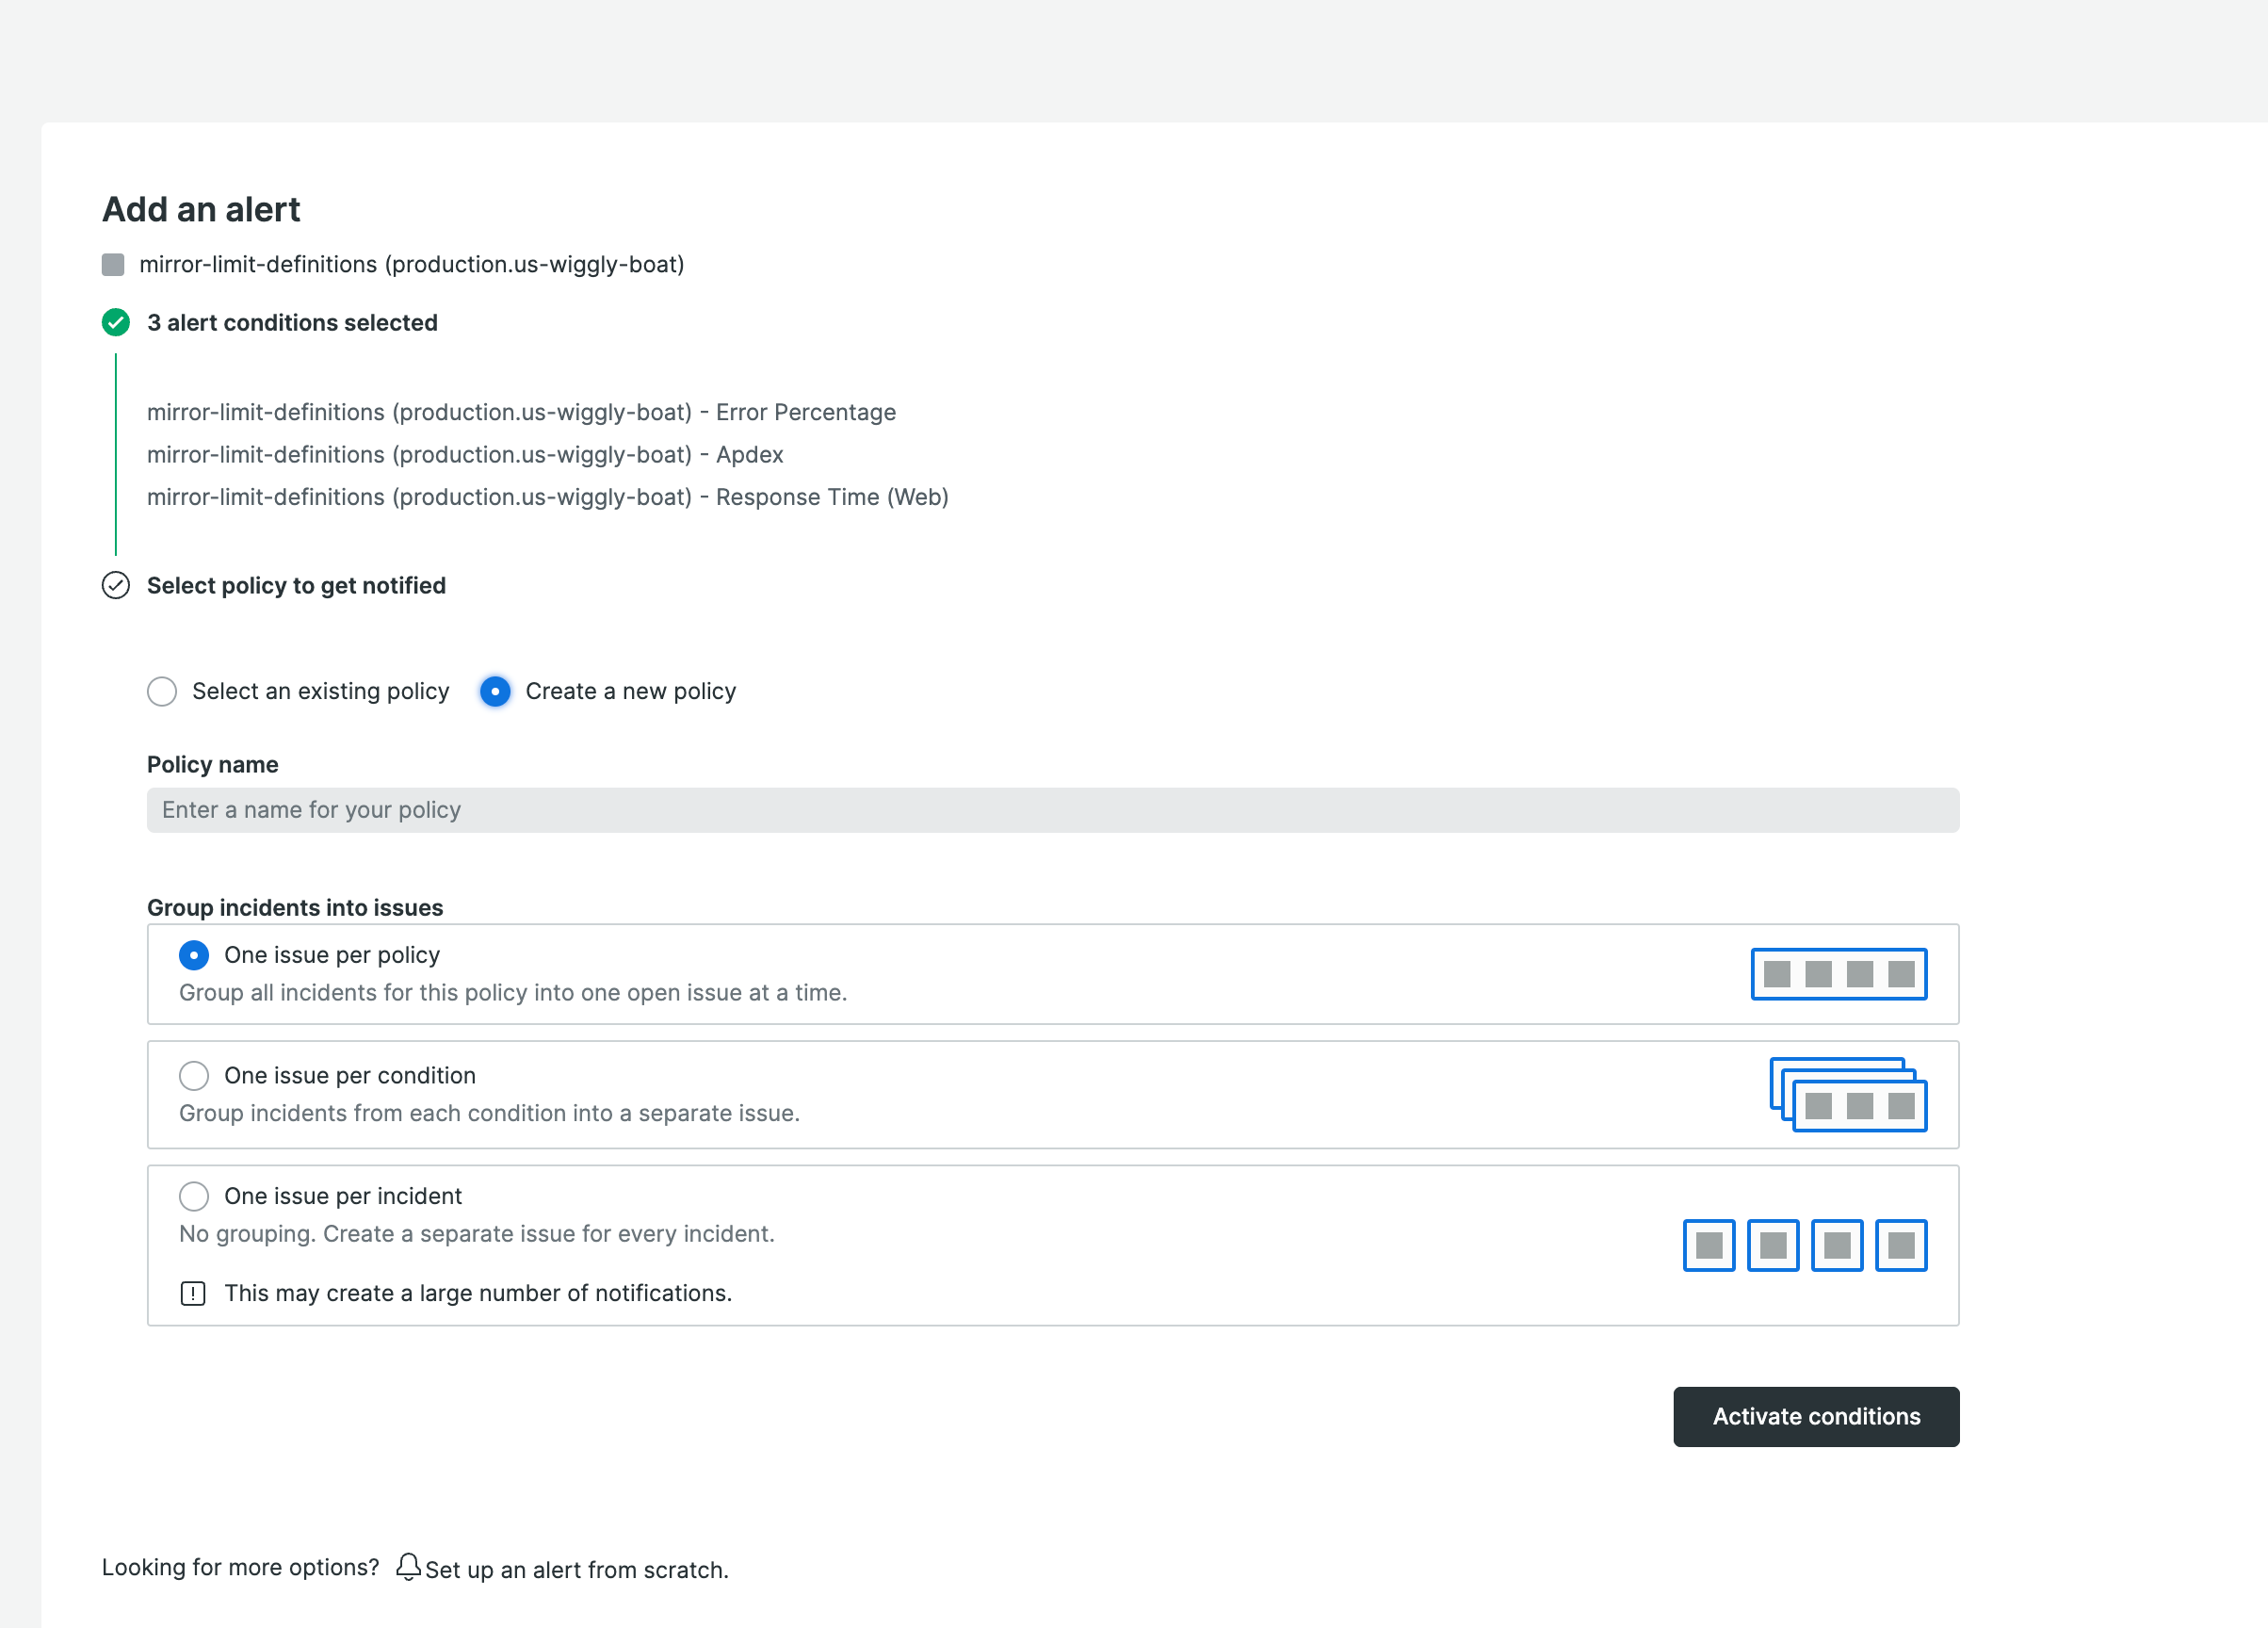 Add an alert
mirror-limit-definitions (production.us-wiggly-boat)
3 alert conditions selected
mirror-limit-definitions (production.us-wiggly-boat) - Error Percentage
mirror-limit-definitions (production.us-wiggly-boat) - Apdex
mirror-limit-definitions (production.us-wiggly-boat) - Response Time (Web)
Select policy to get notified
Select an existing policy Create a new policy
Policy name
Enter a name for your policy
Group incidents into issues
One issue per policy
Group all incidents for this policy into one open issue at a time.
One issue per condition
Group incidents from each condition into a separate issue.
One issue per incident
No grouping. Create a separate issue for every incident.
This may create a large number of notifications.
Activate conditions
Looking for more options? Set up an alert from scratch.